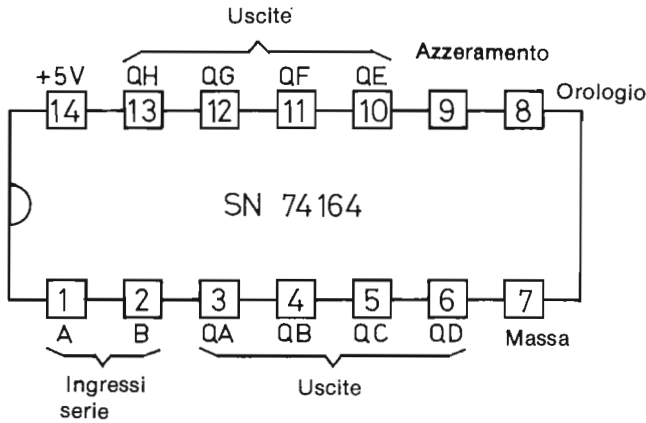 Uscite
+5V QH QG QF QE Azzeramento
Orologio
14 13 12 11 10 9 8
SN 74164
1 2 3 4 5 6 7
A B QA QB QC QD Massa
Ingressi
serie
Uscite